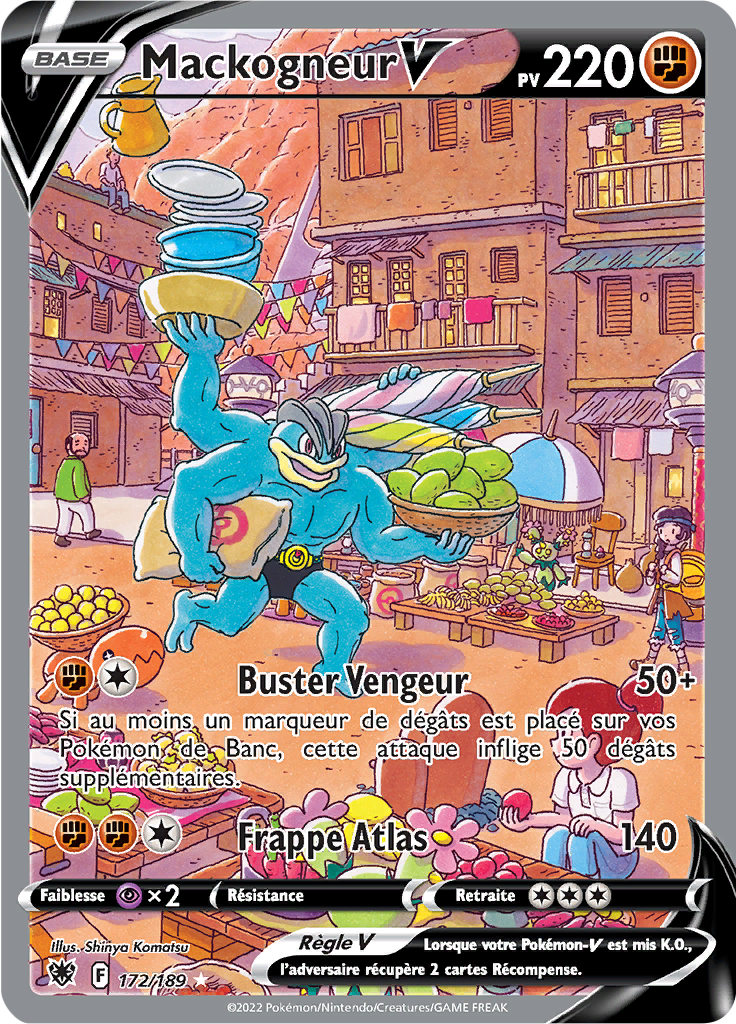 BASE
Mackogneur V
PV 220
Buster Vengeur 50+
Si au moins un marqueur de dégâts est placé sur vos
Pokémon de Banc, cette attaque inflige 50 dégâts
supplémentaires.
Frappe Atlas 140
Faiblesse ×2 Résistance Retraite
Illus. Shinya Komatsu
Règle V Lorsque votre Pokémon-V est mis K.O.,
l'adversaire récupère 2 cartes Récompense.
F 172/189
©2022 Pokémon/Nintendo/Creatures/GAME FREAK